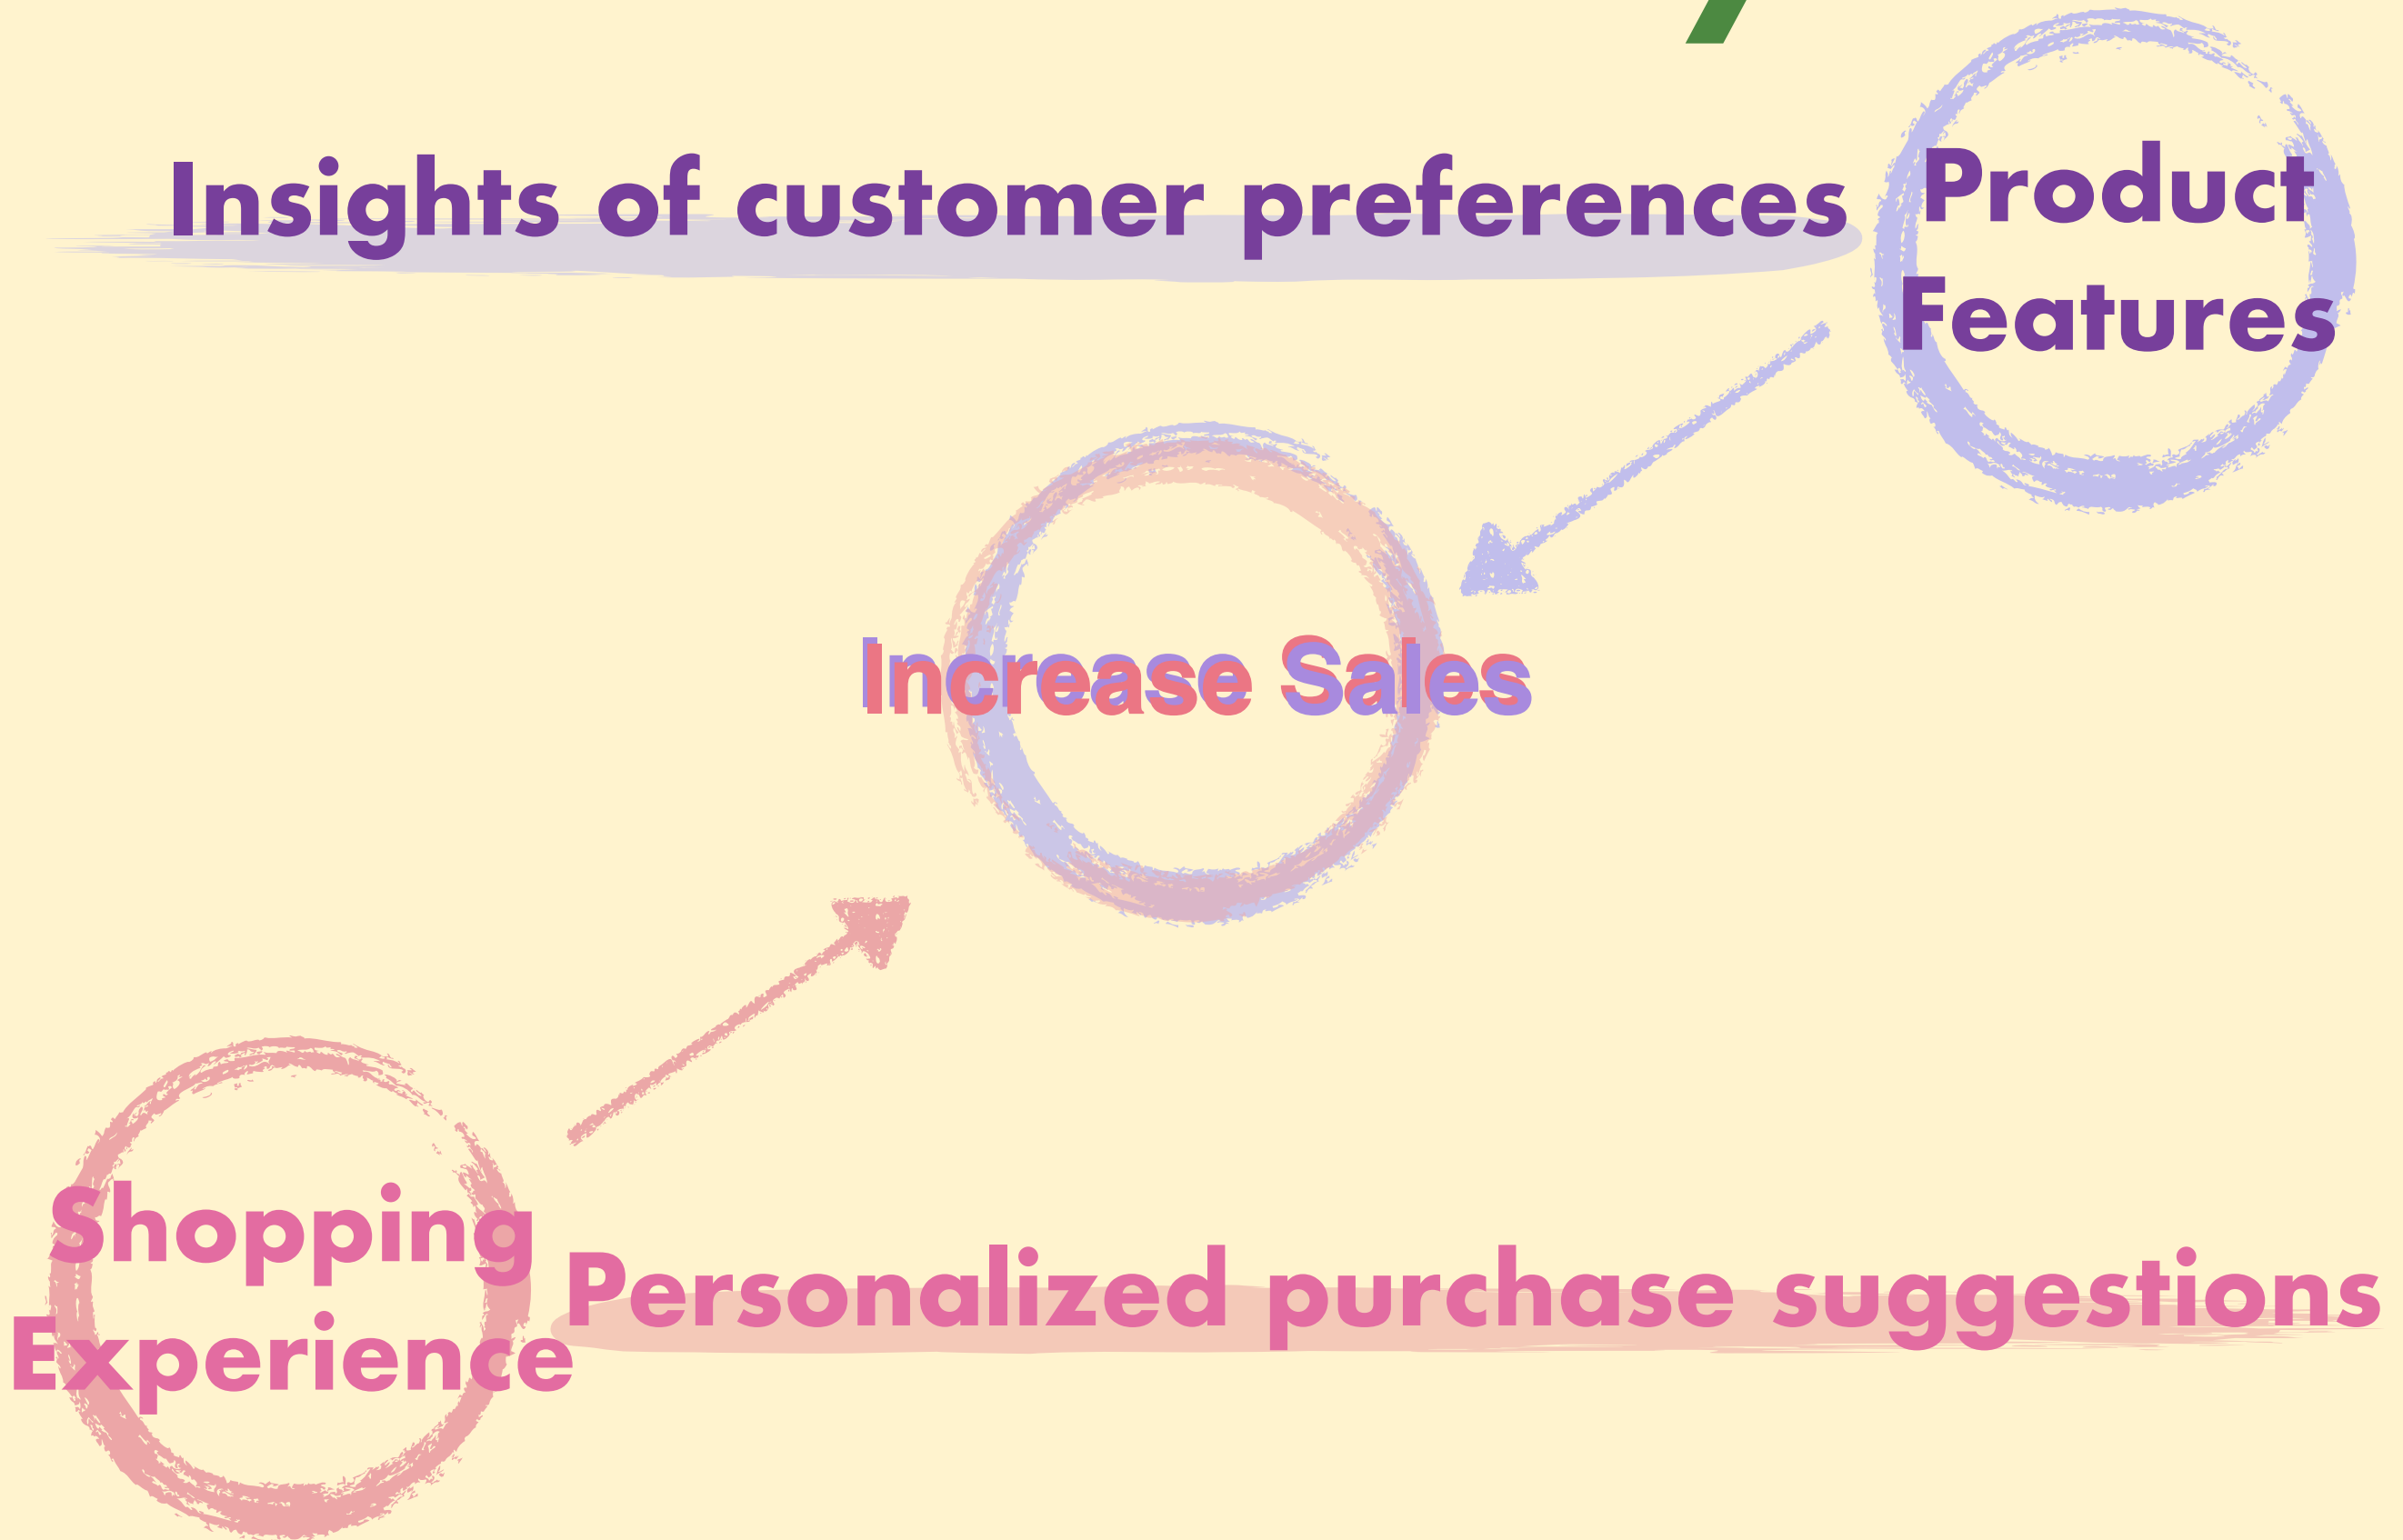 Insights of customer preferences
Product
Features
Increase Sales
Shopping
Experience
Personalized purchase suggestions